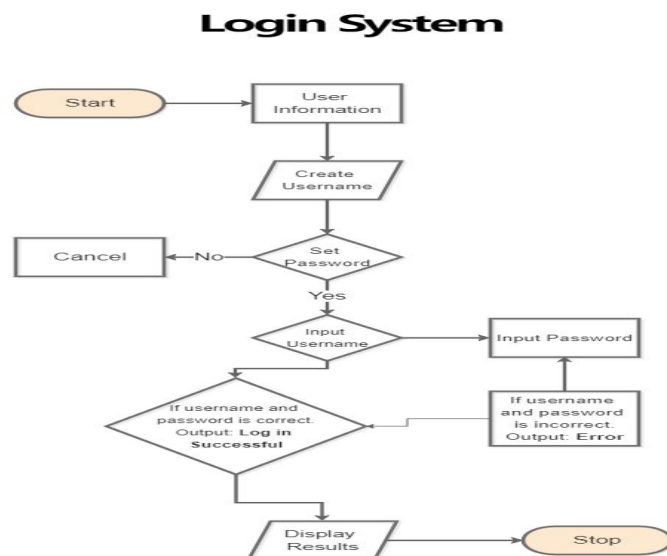 Login System
Start
User
Information
Create
Username
Set
Password
No
Cancel
Yes
Input
Username
Input Password
If username and
password is correct.
Output: Log in
Successful
If username
and password
is incorrect.
Output: Error
Display
Results
Stop